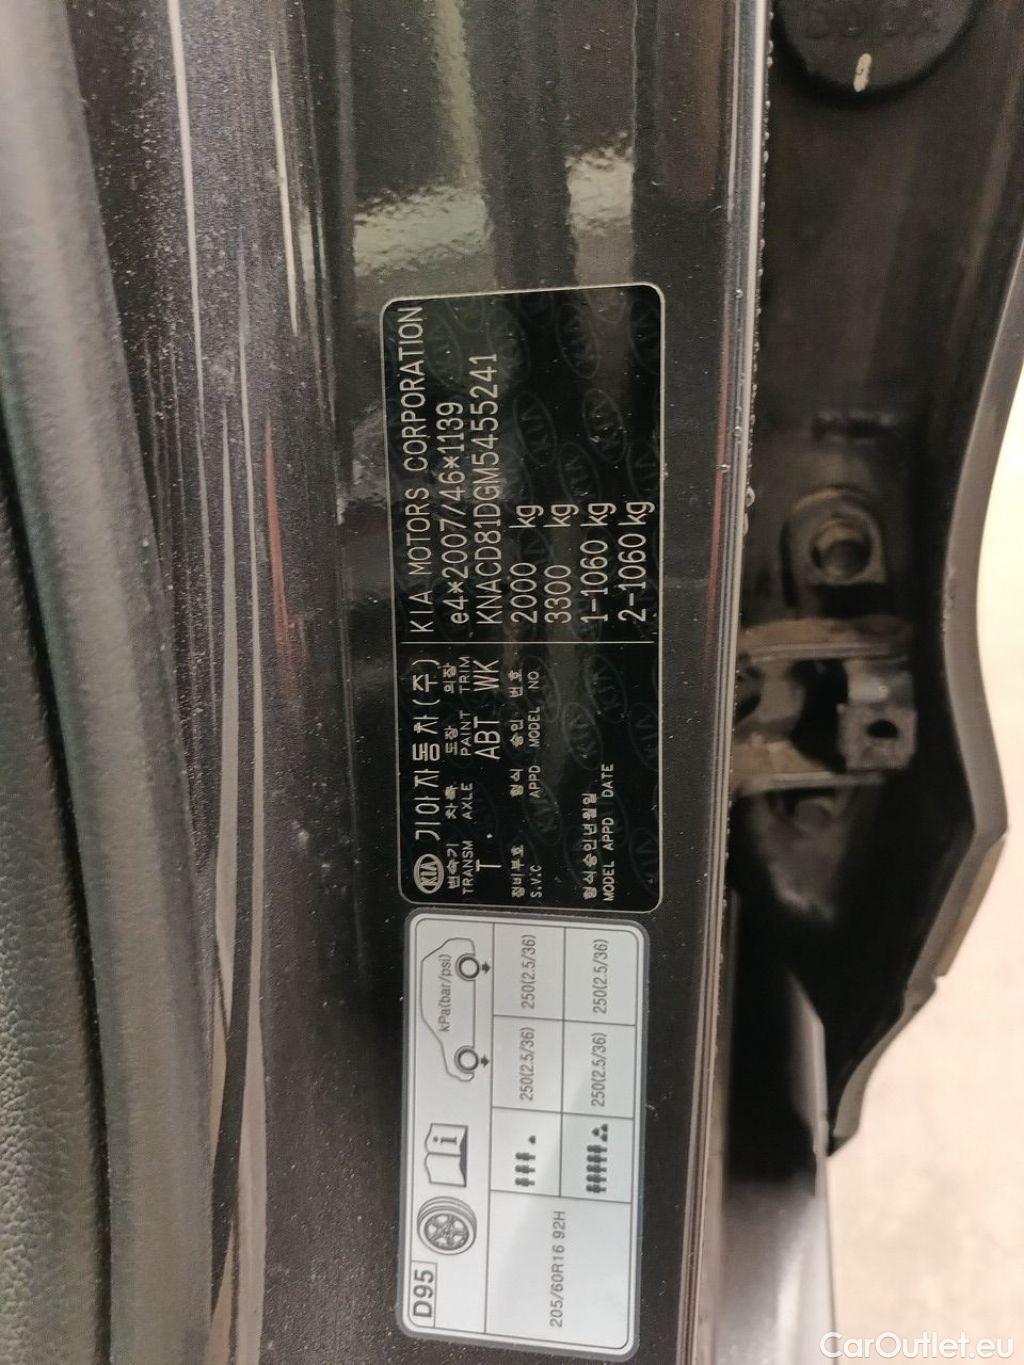 KIA 기아자동차(주) KIA MOTORS CORPORATION
변속기 차축 도장 의장 e4*2007/46*1139
TRANSM AXLE PAINT TRIM
T . ABT WK KNACD81DGM5455241
장비부호 형식 승인 번호 2000 kg
S.V.C APPD MODEL NO 3300 kg
형식승인년월일 1-1060 kg
MODEL APPD DATE 2-1060 kg
D95 kPa(bar/psi)
205/60R16 92H 250(2.5/36) 250(2.5/36)
250(2.5/36) 250(2.5/36)
CarOutlet.eu